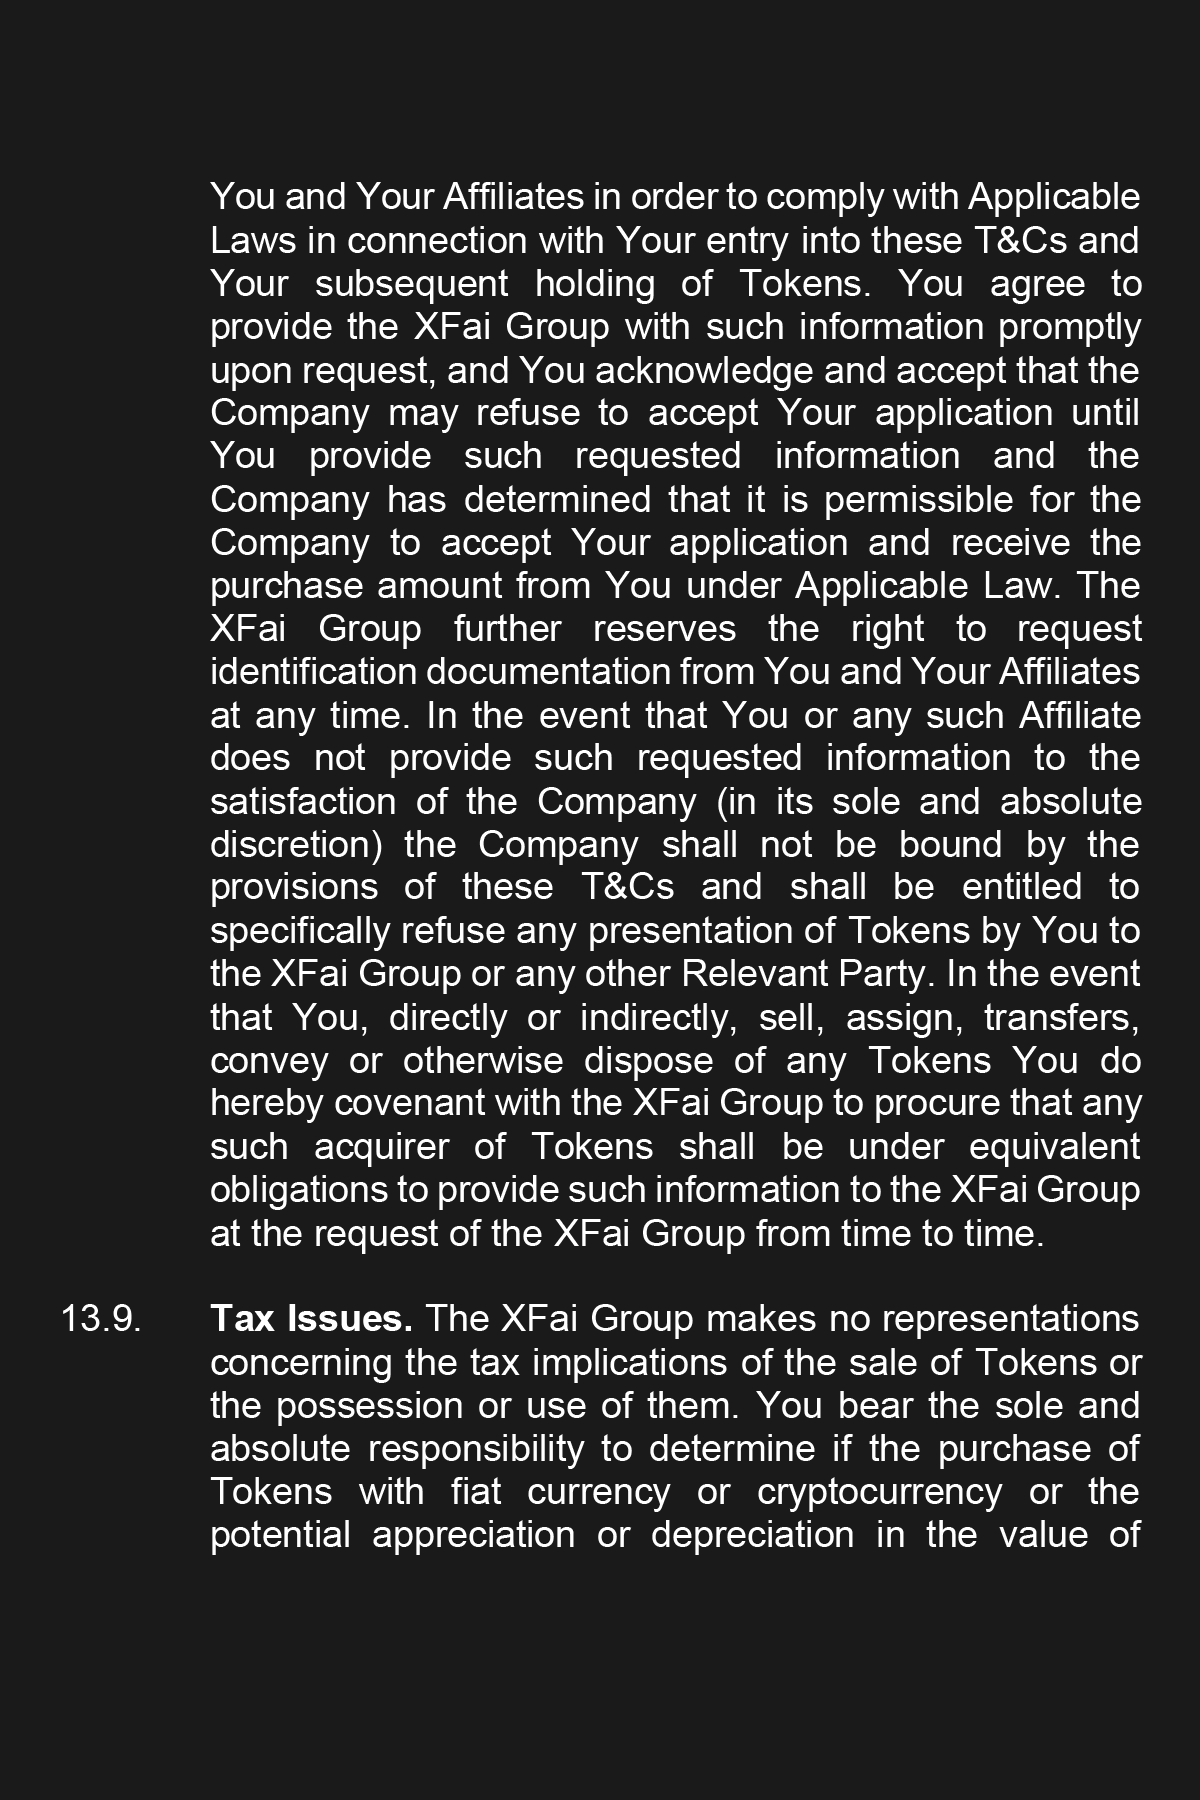 You and Your Affiliates in order to comply with Applicable
Laws in connection with Your entry into these T&Cs and
Your subsequent holding of Tokens. You agree to
provide the XFai Group with such information promptly
upon request, and You acknowledge and accept that the
Company may refuse to accept Your application until
You provide such requested information and the
Company has determined that it is permissible for the
Company to accept Your application and receive the
purchase amount from You under Applicable Law. The
XFai Group further reserves the right to request
identification documentation from You and Your Affiliates
at any time. In the event that You or any such Affiliate
does not provide such requested information to the
satisfaction of the Company (in its sole and absolute
discretion) the Company shall not be bound by the
provisions of these T&Cs and shall be entitled to
specifically refuse any presentation of Tokens by You to
the XFai Group or any other Relevant Party. In the event
that You, directly or indirectly, sell, assign, transfers,
convey or otherwise dispose of any Tokens You do
hereby covenant with the XFai Group to procure that any
such acquirer of Tokens shall be under equivalent
obligations to provide such information to the XFai Group
at the request of the XFai Group from time to time.
13.9. Tax Issues. The XFai Group makes no representations
concerning the tax implications of the sale of Tokens or
the possession or use of them. You bear the sole and
absolute responsibility to determine if the purchase of
Tokens with fiat currency or cryptocurrency or the
potential appreciation or depreciation in the value of